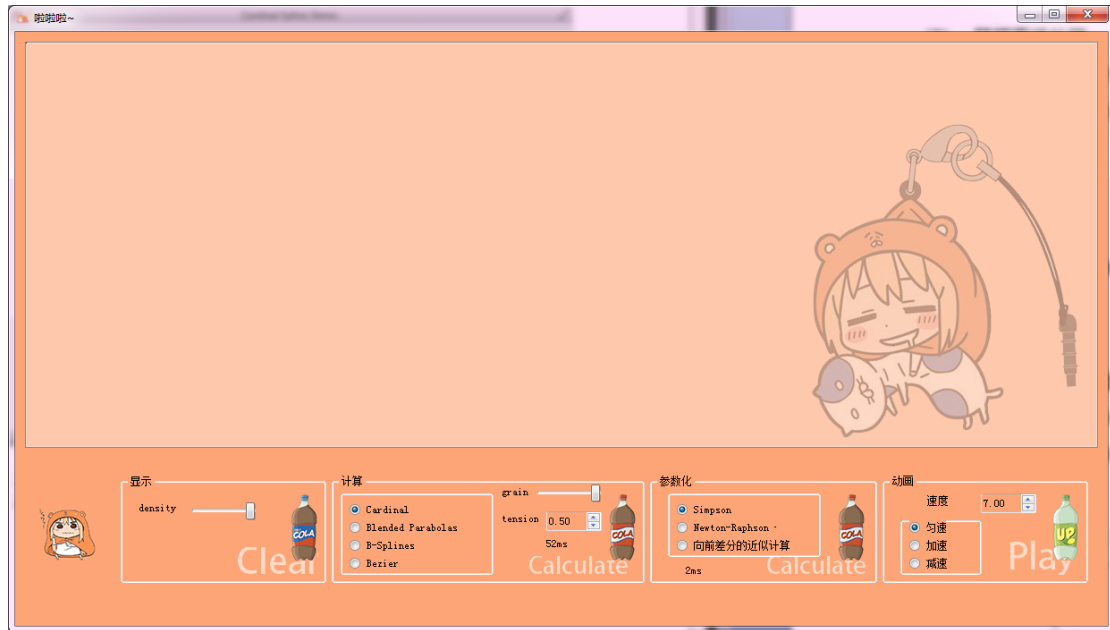 啦啦啦~
显示
density
COLA
Clear
计算
Cardinal
Blended Parabolas
B-Splines
Bezier
grain
tension 0.50
52ms
COLA
Calculate
参数化
Simpson
Newton-Raphson
向前差分的近似计算
2ms
COLA
Calculate
动画
速度 7.00
匀速
加速
减速
UP
Play